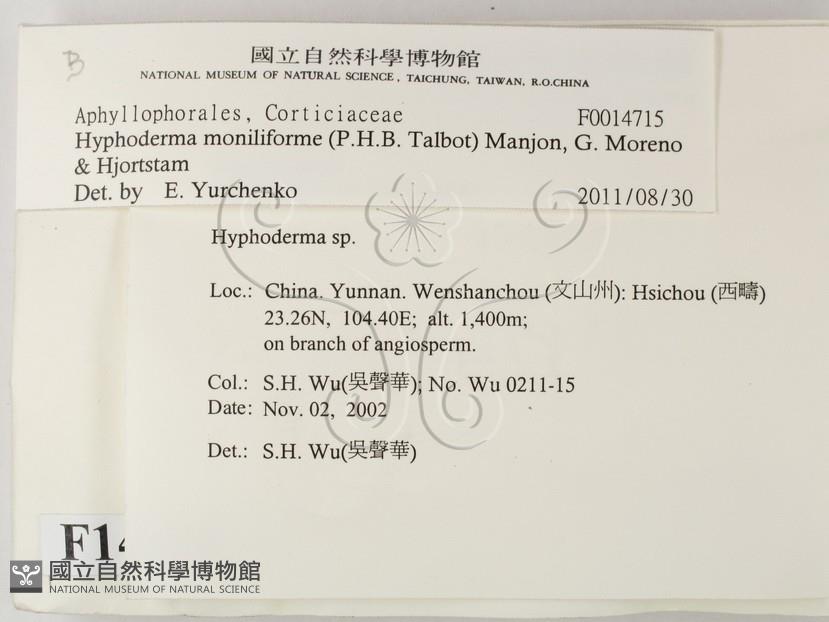 B
國立自然科學博物館
NATIONAL MUSEUM OF NATURAL SCIENCE, TAICHUNG, TAIWAN, R.O.CHINA
Aphyllophorales, Corticiaceae F0014715
Hyphoderma moniliforme (P.H.B. Talbot) Manjon, G. Moreno
& Hjortstam
Det. by E. Yurchenko 2011/08/30
Hyphoderma sp.
Loc.: China. Yunnan. Wenshanchou (文山州): Hsichou (西疇)
23.26N, 104.40E; alt. 1,400m;
on branch of angiosperm.
Col.: S.H. Wu(吳聲華); No. Wu 0211-15
Date: Nov. 02, 2002
Det.: S.H. Wu(吳聲華)
F14
國立自然科學博物館
NATIONAL MUSEUM OF NATURAL SCIENCE